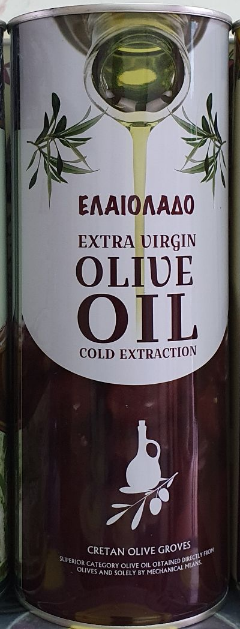 ΕΛΑΙΟΛΑΔΟ
EXTRA VIRGIN
OLIVE
OIL
COLD EXTRACTION
CRETAN OLIVE GROVES
SUPERIOR CATEGORY OLIVE OIL OBTAINED DIRECTLY FROM
OLIVES AND SOLELY BY MECHANICAL MEANS.